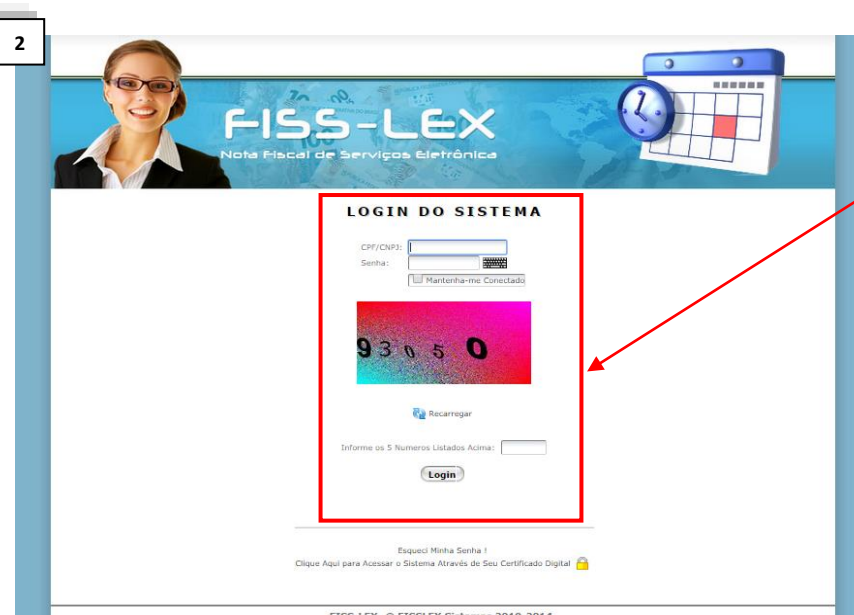 2
FISS-LEX
Nota Fiscal de Serviços Eletrônica
LOGIN DO SISTEMA
CPF/CNPJ:
Senha:
Mantenha-me Conectado
93050
Recarregar
Informe os 5 Numeros Listados Acima:
Login
Esqueci Minha Senha !
Clique Aqui para Acessar o Sistema Através de Seu Certificado Digital